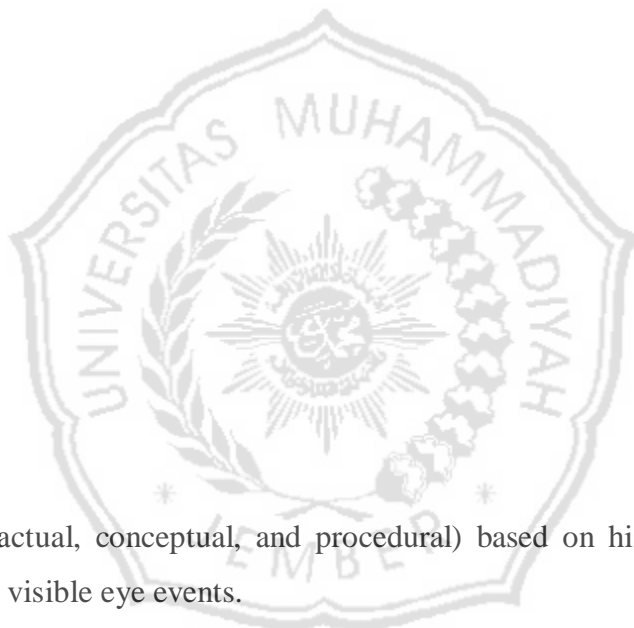 UNIVERSITAS MUHAMMADIYAH
JEMBER
actual, conceptual, and procedural) based on hi
visible eye events.